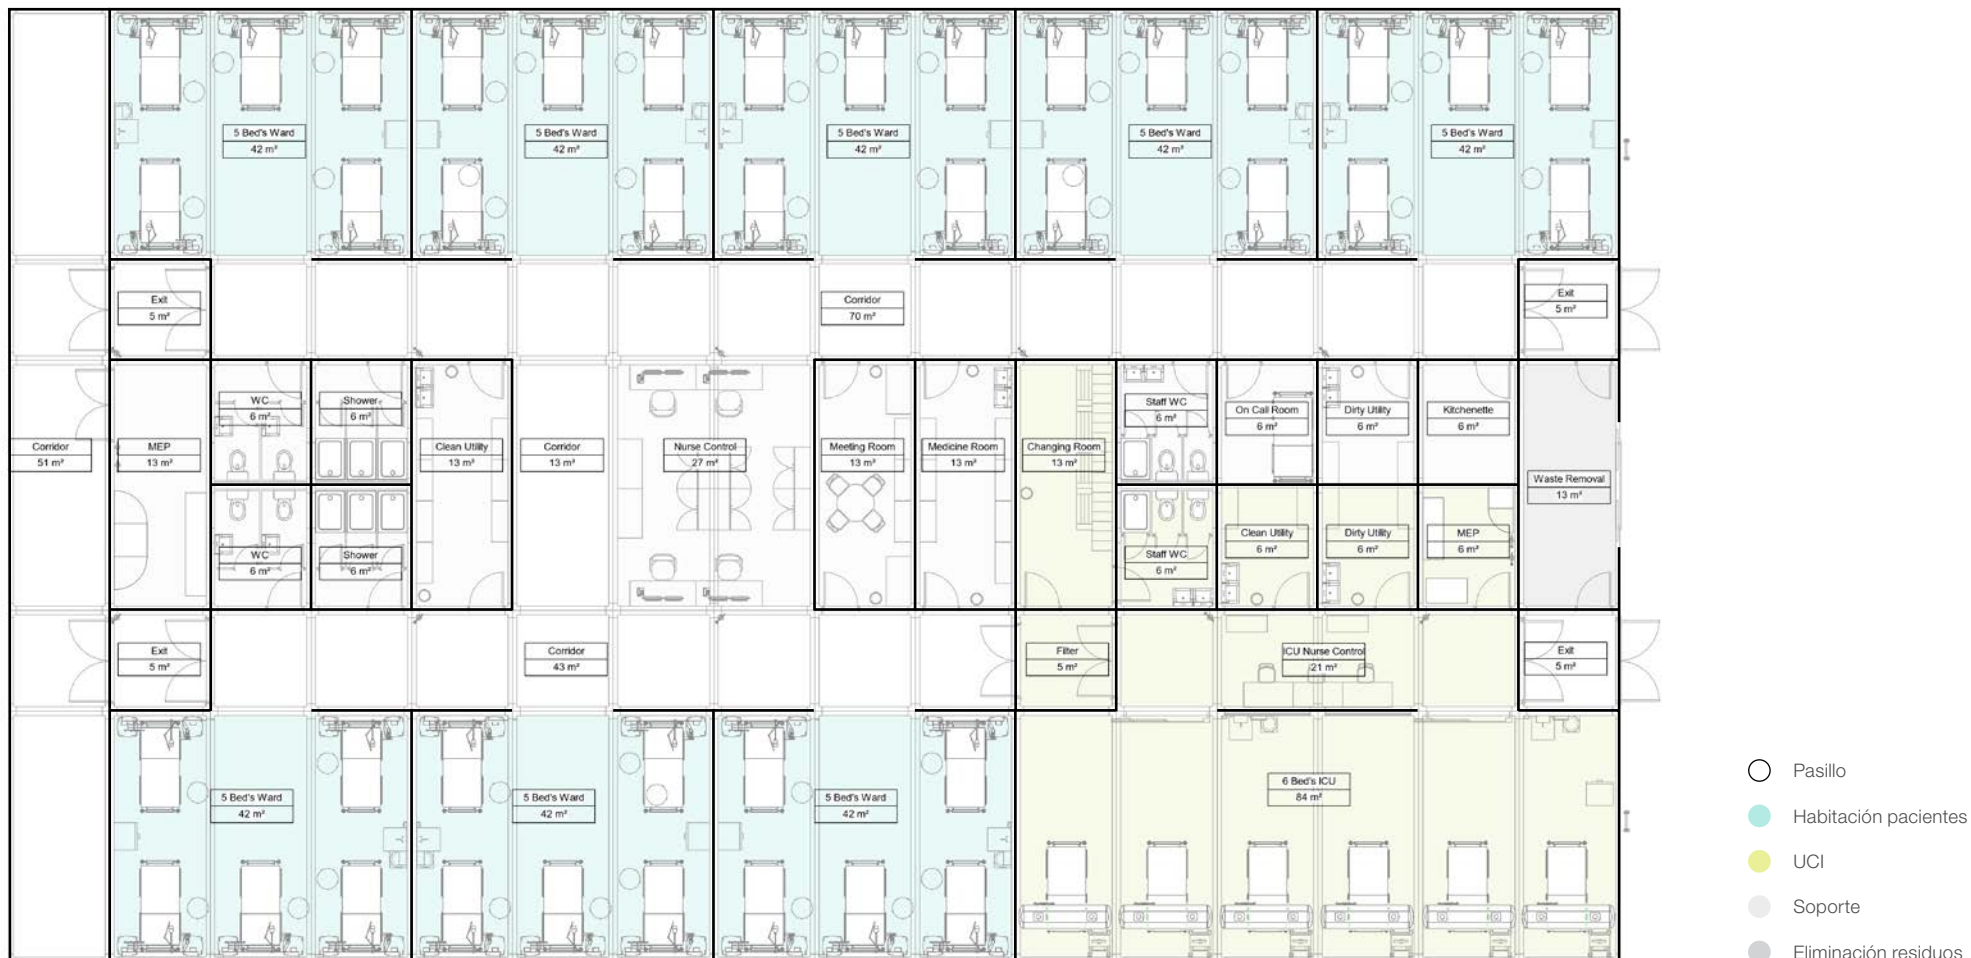 5 Bed's Ward
42 m²
5 Bed's Ward
42 m²
5 Bed's Ward
42 m²
5 Bed's Ward
42 m²
5 Bed's Ward
42 m²
Exit
5 m²
Corridor
70 m²
Exit
5 m²
Corridor
51 m²
MEP
13 m²
WC
6 m²
Shower
6 m²
WC
6 m²
Shower
6 m²
Clean Utility
13 m²
Corridor
13 m²
Nurse Control
27 m²
Meeting Room
13 m²
Medicine Room
13 m²
Changing Room
13 m²
Staff WC
6 m²
On Call Room
6 m²
Dirty Utility
6 m²
Kitchenette
6 m²
Staff WC
6 m²
Clean Utility
6 m²
Dirty Utility
6 m²
MEP
6 m²
Waste Removal
13 m²
Exit
5 m²
Corridor
43 m²
Filter
5 m²
ICU Nurse Control
21 m²
Exit
5 m²
5 Bed's Ward
42 m²
5 Bed's Ward
42 m²
5 Bed's Ward
42 m²
6 Bed's ICU
84 m²
Pasillo
Habitación pacientes
UCI
Soporte
Eliminación residuos